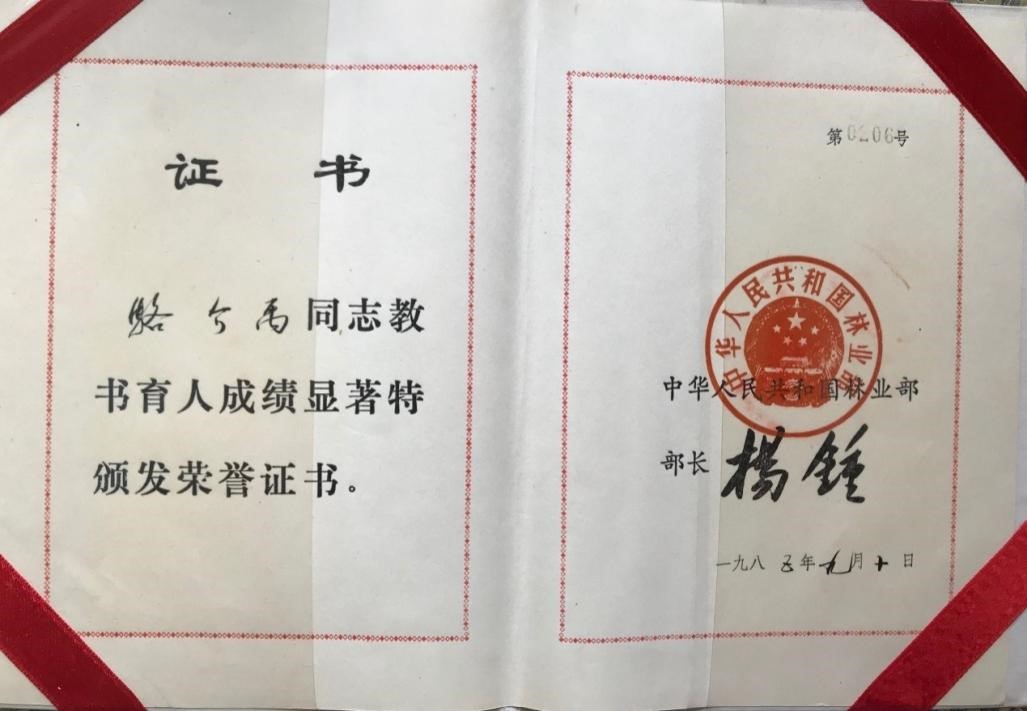 证 书
骆介禹同志教
书育人成绩显著特
颁发荣誉证书。
第0206号
中华人民共和国林业部
中华人民共和国林业部
部长 楊鍾
一九八五年九月十日